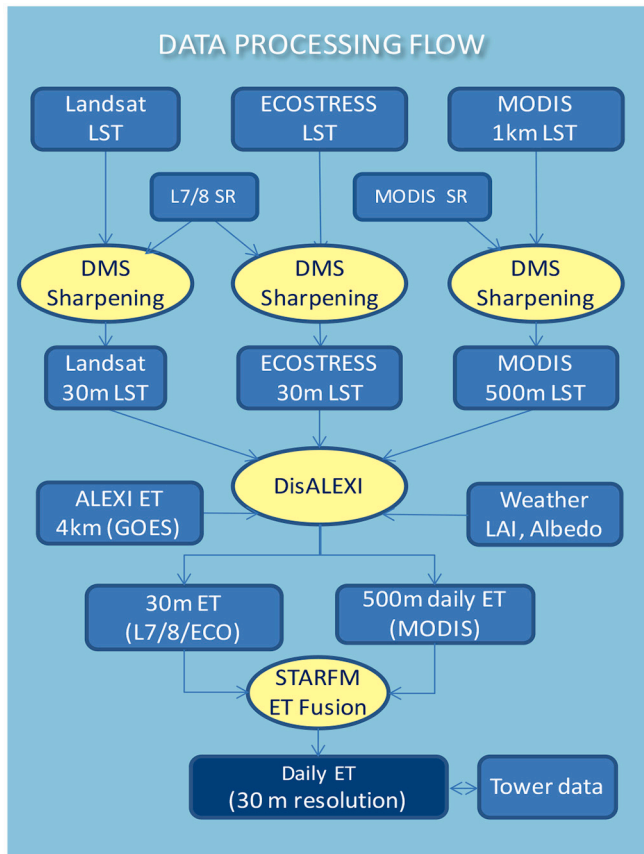 DATA PROCESSING FLOW
Landsat
LST
ECOSTRESS
LST
MODIS
1km LST
L7/8 SR
MODIS SR
DMS
Sharpening
DMS
Sharpening
DMS
Sharpening
Landsat
30m LST
ECOSTRESS
30m LST
MODIS
500m LST
DisALEXI
ALEXI ET
4km (GOES)
Weather
LAI, Albedo
30m ET
(L7/8/ECO)
500m daily ET
(MODIS)
STARFM
ET Fusion
Daily ET
(30 m resolution)
Tower data